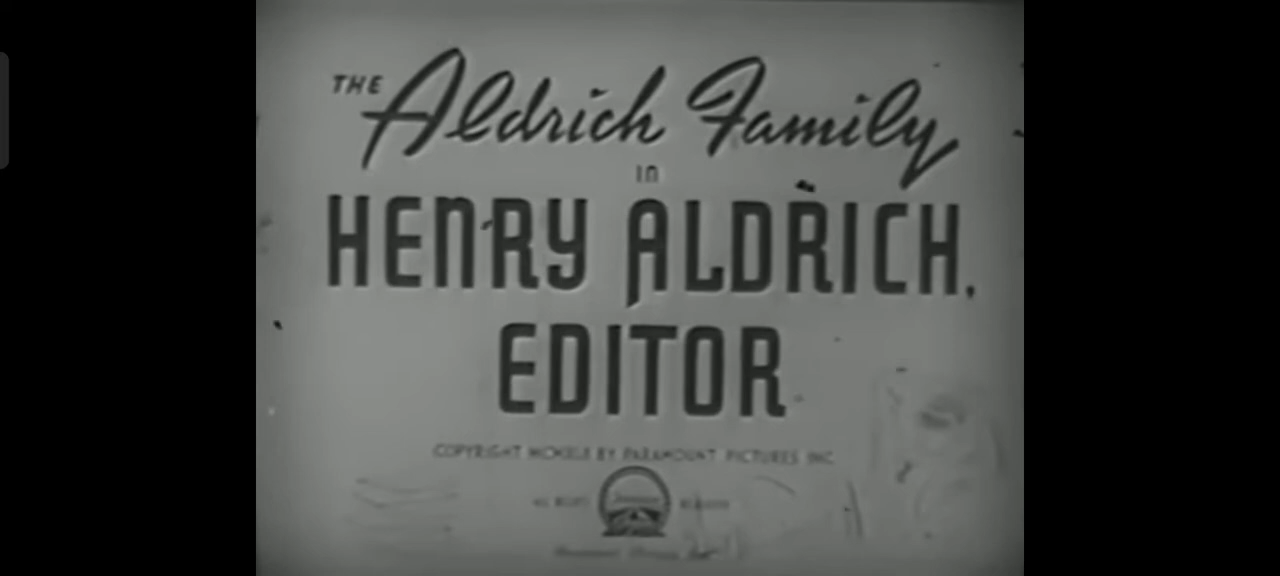 THE Aldrich Family
IN
HENRY ALDRICH,
EDITOR
COPYRIGHT BY PARAMOUNT PICTURES INC